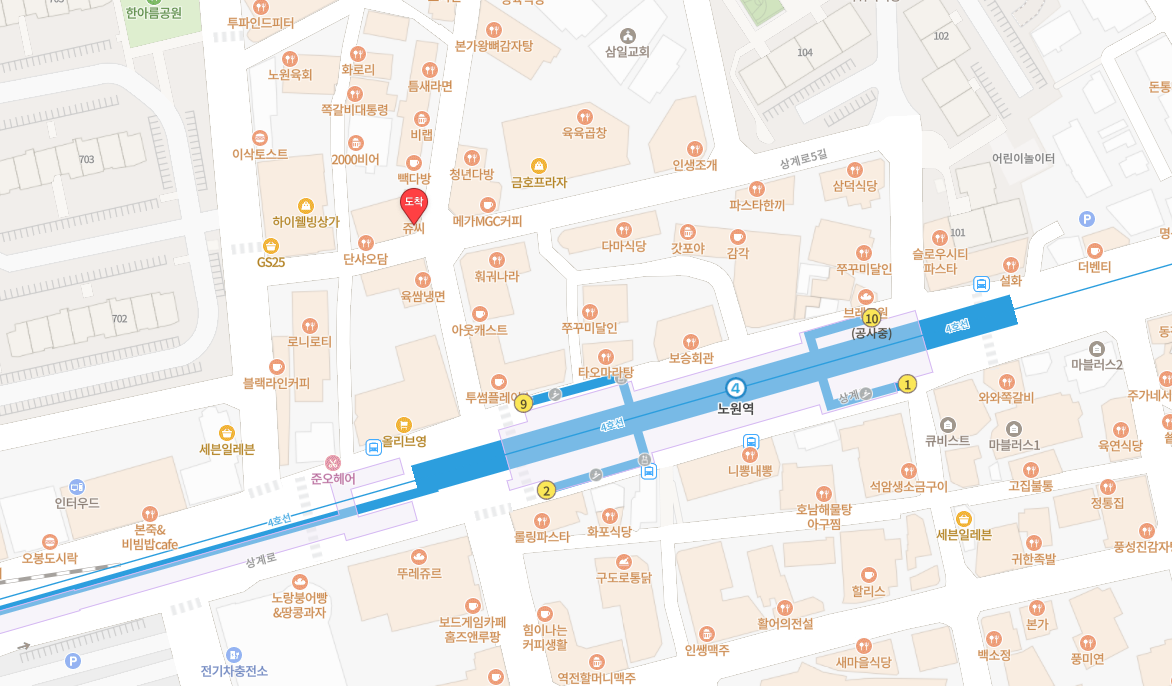 한아름공원
투파인드피터
본가왕뼈감자탕
삼일교회
104
102
노원육회
화로리
틈새라면
쪽갈비대통령
돈통
703
이삭토스트
2000비어
비랩
육육곱창
빽다방
청년다방
금호프라자
인생조개
상계로5길
어린이놀이터
도착
쥬씨
메가MGC커피
하이웰빙상가
파스타한끼
삼덕식당
P
101
GS25
단샤오담
다마식당
갓포야
감각
쭈꾸미달인
슬로우시티
파스타
설화
더벤티
훠궈나라
육쌈냉면
702
로니로티
아웃캐스트
쭈꾸미달인
보승회관
10
(공사중)
4호선
블랙라인커피
타오마라탕
마블러스2
투썸플레이
9
4
노원역
4호선
상계
1
와와쪽갈비
주가네서
세븐일레븐
올리브영
큐비스트
마블러스1
육연식당
준오헤어
니뽕내뽕
석암생소금구이
고집불통
인터우드
2
정통집
본죽&
비빔밥cafe
4호선
롤링파스타
화포식당
호남해물탕
아구찜
세븐일레븐
오봉도시락
상계로
뚜레쥬르
구도로통닭
귀한족발
풍성진감자
노랑붕어빵
&땅콩과자
할리스
보드게임카페
홈즈앤루팡
힘이나는
커피생활
활어의전설
본가
P
전기차충전소
역전할머니맥주
인쌩맥주
새마을식당
백소정
풍미연